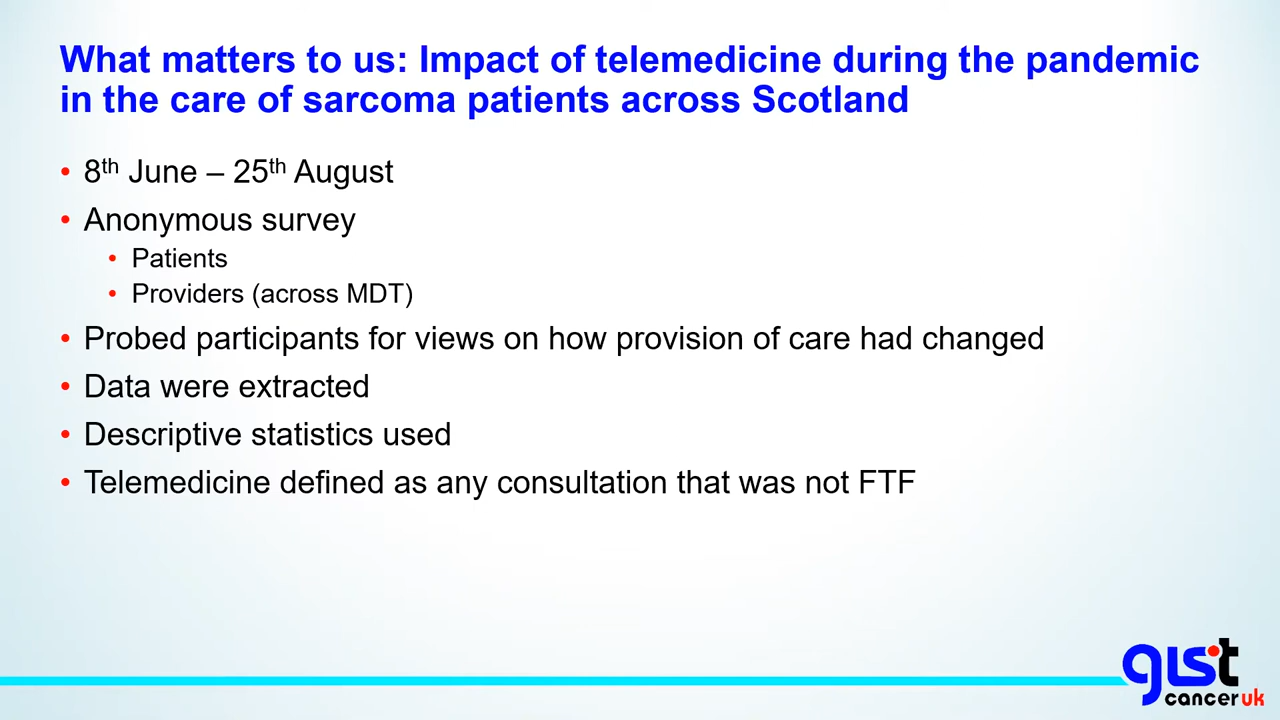 What matters to us: Impact of telemedicine during the pandemic
in the care of sarcoma patients across Scotland
• 8th June – 25th August
• Anonymous survey
• Patients
• Providers (across MDT)
• Probed participants for views on how provision of care had changed
• Data were extracted
• Descriptive statistics used
• Telemedicine defined as any consultation that was not FTF
gist
cancer uk